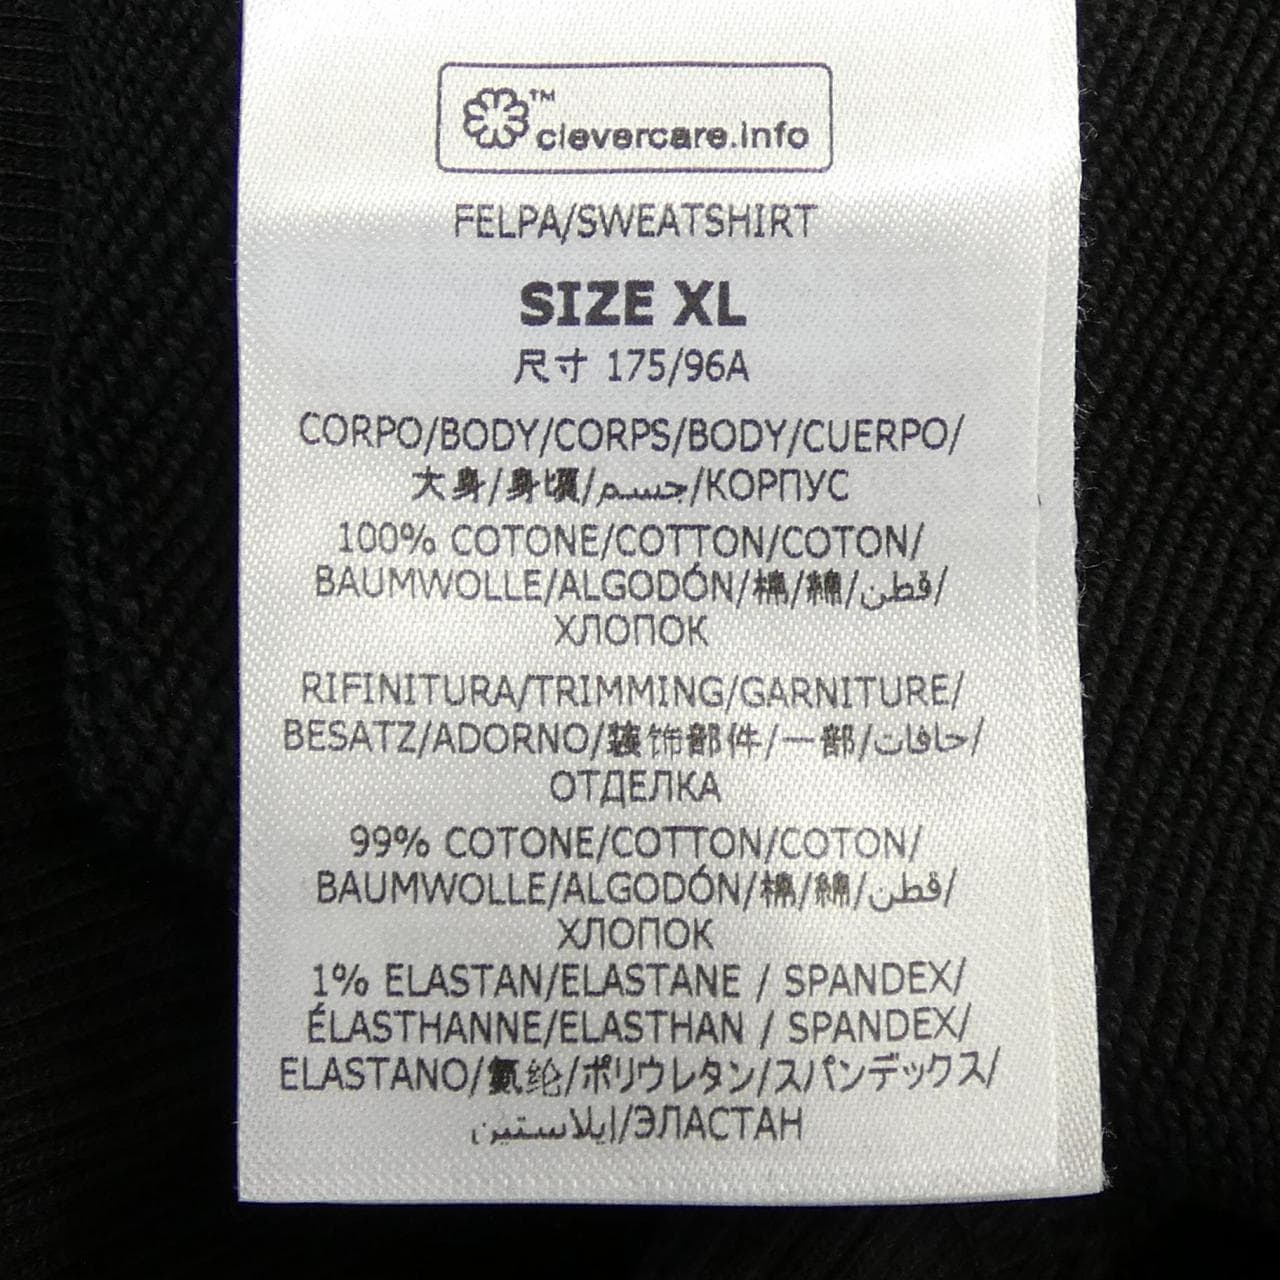 ™
clevercare.info
FELPA/SWEATSHIRT
SIZE XL
尺寸 175/96A
CORPO/BODY/CORPS/BODY/CUERPO/
大身/身頃/جسم/КОРПУС
100% COTONE/COTTON/COTON/
BAUMWOLLE/ALGODÓN/棉/綿/قطن/
ХЛОПОК
RIFINITURA/TRIMMING/GARNITURE/
BESATZ/ADORNO/装饰部件/一部/حافات/
ОТДЕЛКА
99% COTONE/COTTON/COTON/
BAUMWOLLE/ALGODÓN/棉/綿/قطن/
ХЛОПОК
1% ELASTAN/ELASTANE / SPANDEX/
ÉLASTHANNE/ELASTHAN / SPANDEX/
ELASTANO/氨纶/ポリウレタン/スパンデックス/
ایلاستین/ЭЛАСТАН